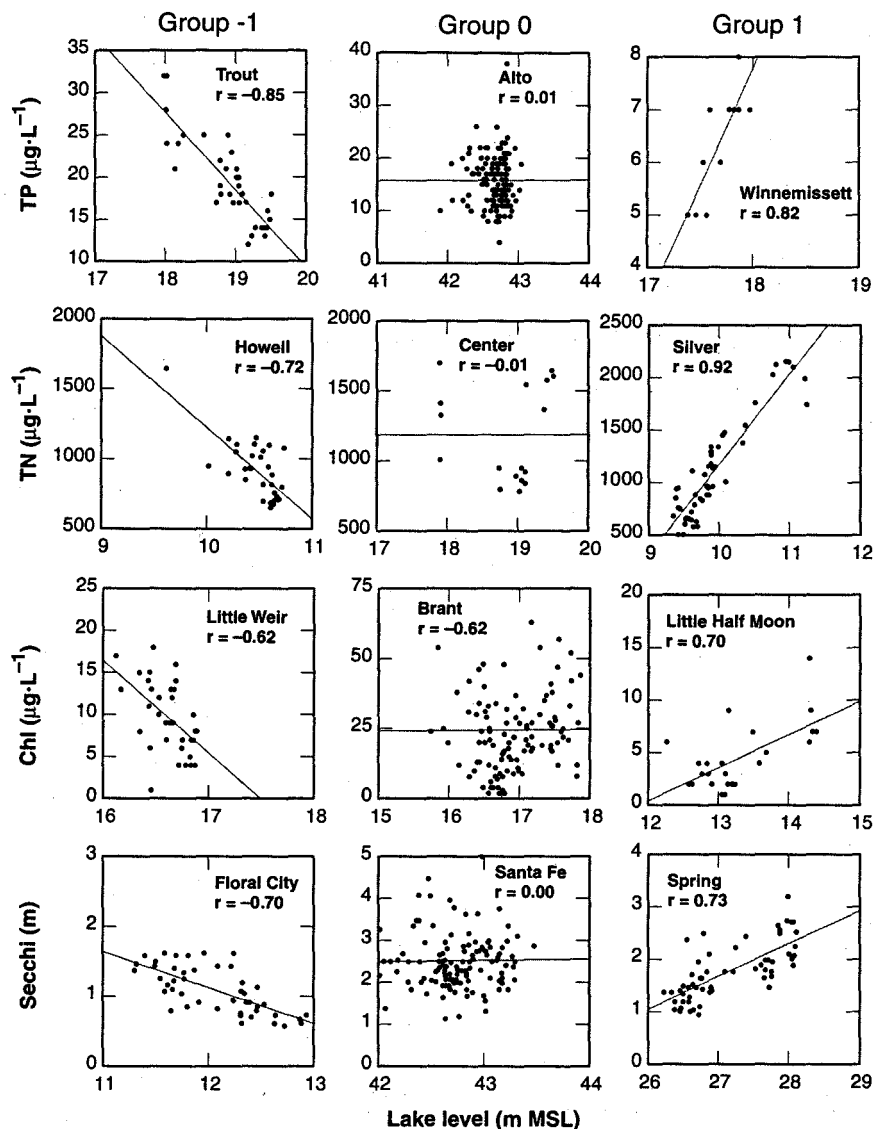 Group -1
Group 0
Group 1
TP (µg·L⁻¹)
35
30
25
20
15
10
Trout
r = –0.85
17 18 19 20
40
30
20
10
0
Alto
r = 0.01
41 42 43 44
8
7
6
5
4
Winnemissett
r = 0.82
17 18 19
TN (µg·L⁻¹)
2000
1500
1000
500
Howell
r = –0.72
9 10 11
2000
1500
1000
500
Center
r = –0.01
17 18 19 20
2500
2000
1500
1000
500
Silver
r = 0.92
9 10 11 12
Chl (µg·L⁻¹)
25
20
15
10
5
0
Little Weir
r = –0.62
16 17 18
75
50
25
0
Brant
r = –0.62
15 16 17 18
20
15
10
5
0
Little Half Moon
r = 0.70
12 13 14 15
Secchi (m)
3
2
1
0
Floral City
r = –0.70
11 12 13
5
4
3
2
1
0
Santa Fe
r = 0.00
42 43 44
4
3
2
1
0
Spring
r = 0.73
26 27 28 29
Lake level (m MSL)